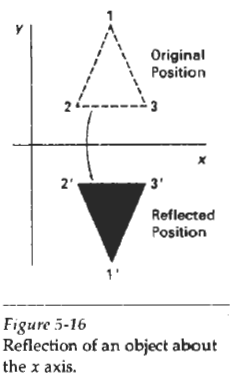 y
1
Original
Position
2
3
x
2'
3'
Reflected
Position
1'
Figure 5-16
Reflection of an object about
the x axis.